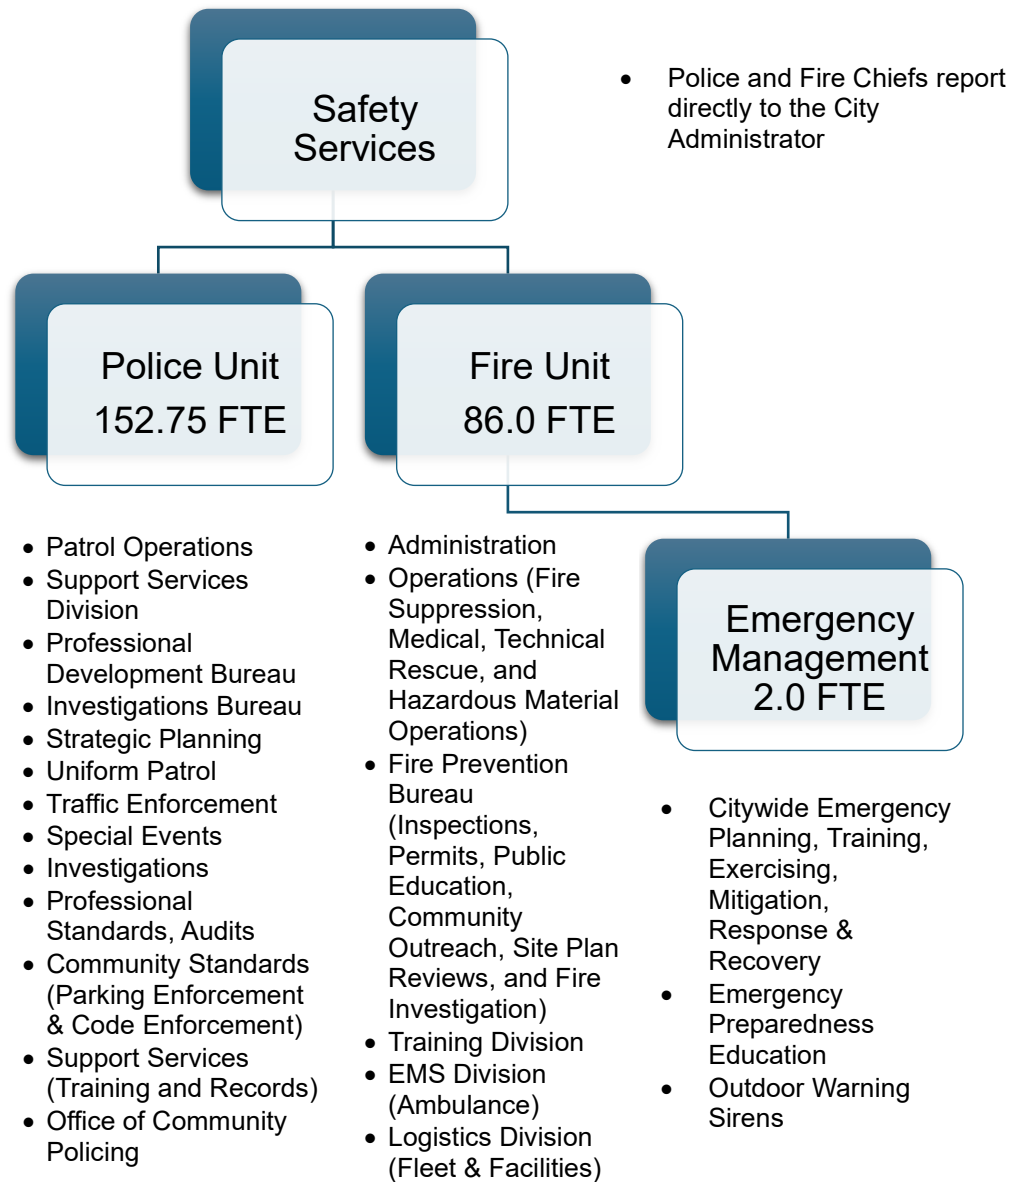 Safety
Services
• Police and Fire Chiefs report
directly to the City
Administrator
Police Unit
152.75 FTE
Fire Unit
86.0 FTE
• Patrol Operations
• Support Services
Division
• Professional
Development Bureau
• Investigations Bureau
• Strategic Planning
• Uniform Patrol
• Traffic Enforcement
• Special Events
• Investigations
• Professional
Standards, Audits
• Community Standards
(Parking Enforcement
& Code Enforcement)
• Support Services
(Training and Records)
• Office of Community
Policing
• Administration
• Operations (Fire
Suppression,
Medical, Technical
Rescue, and
Hazardous Material
Operations)
• Fire Prevention
Bureau
(Inspections,
Permits, Public
Education,
Community
Outreach, Site Plan
Reviews, and Fire
Investigation)
• Training Division
• EMS Division
(Ambulance)
• Logistics Division
(Fleet & Facilities)
Emergency
Management
2.0 FTE
• Citywide Emergency
Planning, Training,
Exercising,
Mitigation,
Response &
Recovery
• Emergency
Preparedness
Education
• Outdoor Warning
Sirens